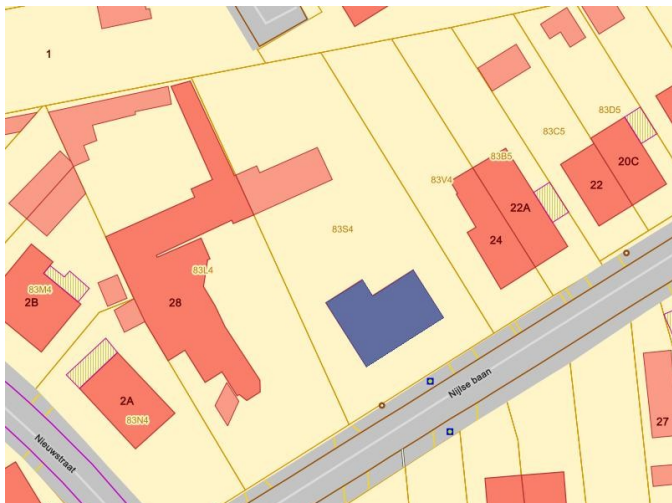 1
83D5
83C5
20C
83B5
22
83V4
22A
83S4
24
83L4
83M4
2B
28
Nijlse baan
2A
83N4
27
Nieuwstraat